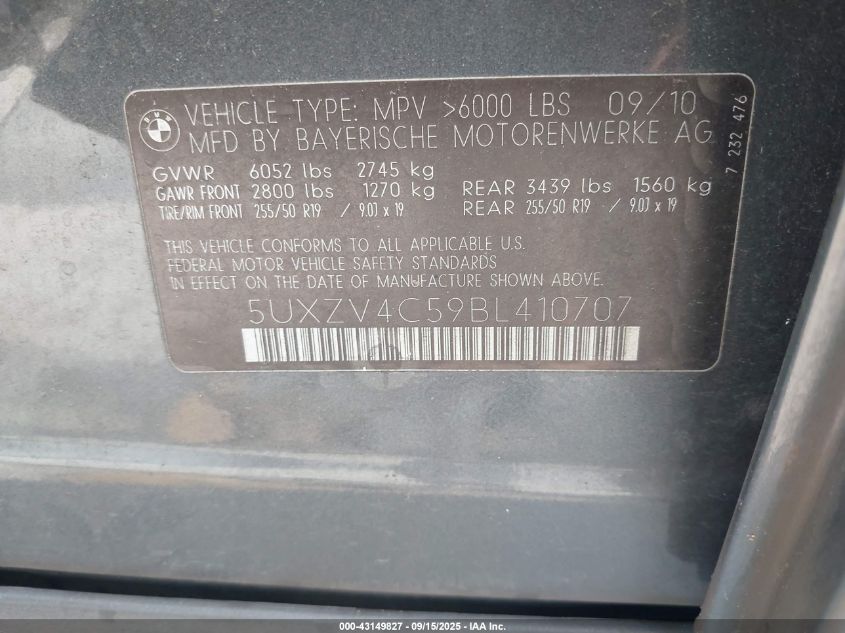 BMW
VEHICLE TYPE: MPV >6000 LBS 09/10
MFD BY BAYERISCHE MOTORENWERKE AG
7 232 476
GVWR 6052 lbs 2745 kg
GAWR FRONT 2800 lbs 1270 kg REAR 3439 lbs 1560 kg
TIRE/RIM FRONT 255/50 R19 / 9.0J x 19 REAR 255/50 R19 / 9.0J x 19
THIS VEHICLE CONFORMS TO ALL APPLICABLE U.S.
FEDERAL MOTOR VEHICLE SAFETY STANDARDS
IN EFFECT ON THE DATE OF MANUFACTURE SHOWN ABOVE.
5UXZV4C59BL410707
000-43149827 - 09/15/2025 - IAA Inc.